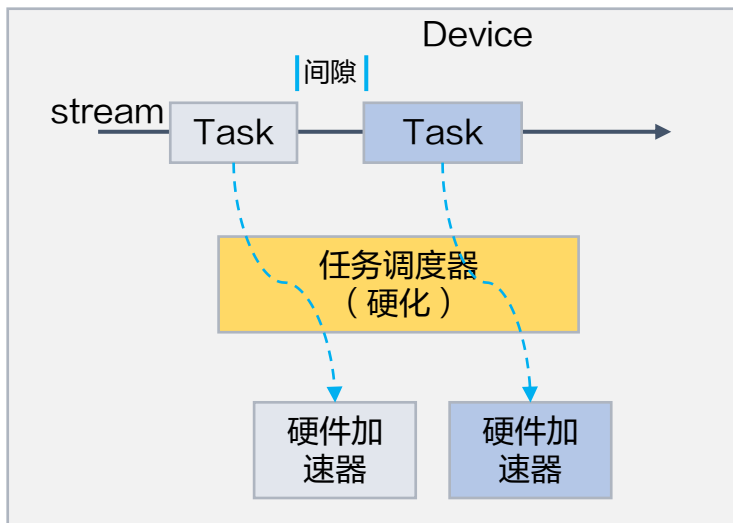 Device
间隙
stream
Task
Task
任务调度器
（硬化）
硬件加
速器
硬件加
速器